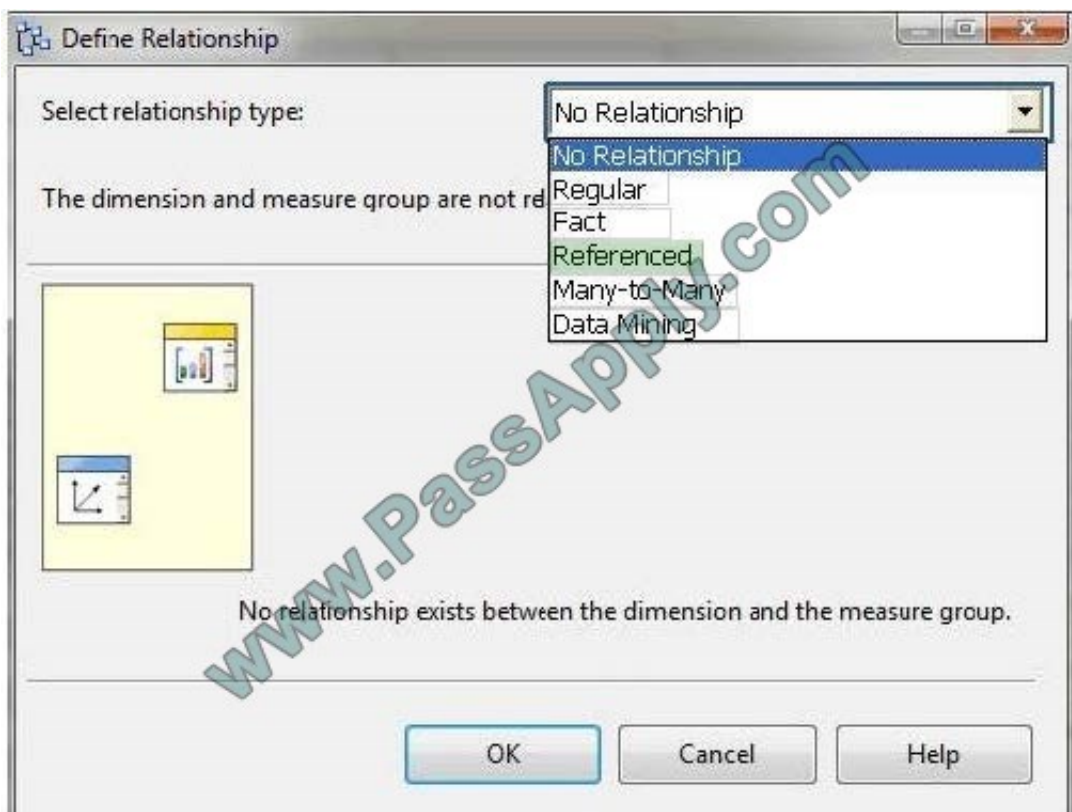 Define Relationship
Select relationship type:
No Relationship
No Relationship
Regular
Fact
Referenced
Many-to-Many
Data Mining
The dimension and measure group are not re
No relationship exists between the dimension and the measure group.
OK
Cancel
Help
www.PassApply.com